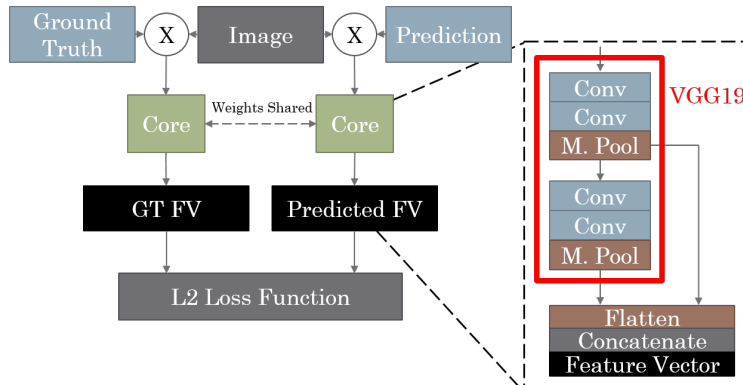 Ground
Truth
X
Image
X
Prediction
Weights Shared
Core
Core
GT FV
Predicted FV
L2 Loss Function
VGG19
Conv
Conv
M. Pool
Conv
Conv
M. Pool
Flatten
Concatenate
Feature Vector